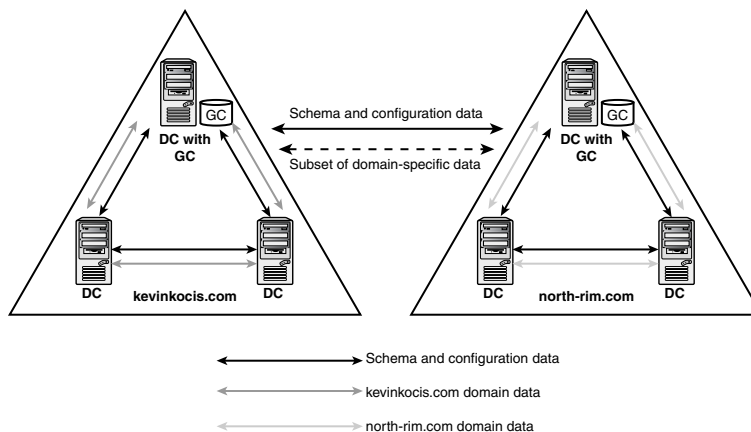 GC
DC with
GC
DC
kevinkocis.com
DC
Schema and configuration data
Subset of domain-specific data
GC
DC with
GC
DC
north-rim.com
DC
Schema and configuration data
kevinkocis.com domain data
north-rim.com domain data